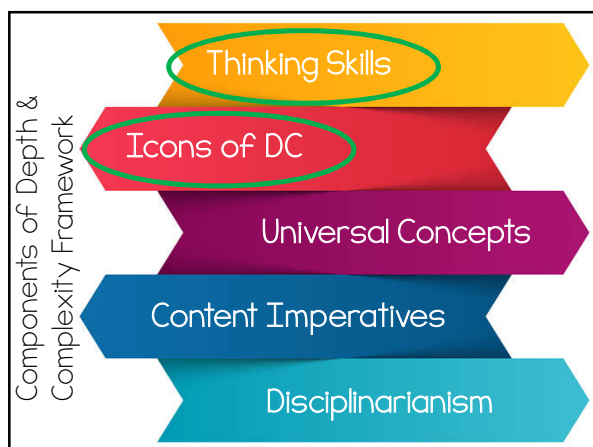 Components of Depth &
Complexity Framework
Thinking Skills
Icons of DC
Universal Concepts
Content Imperatives
Disciplinarianism